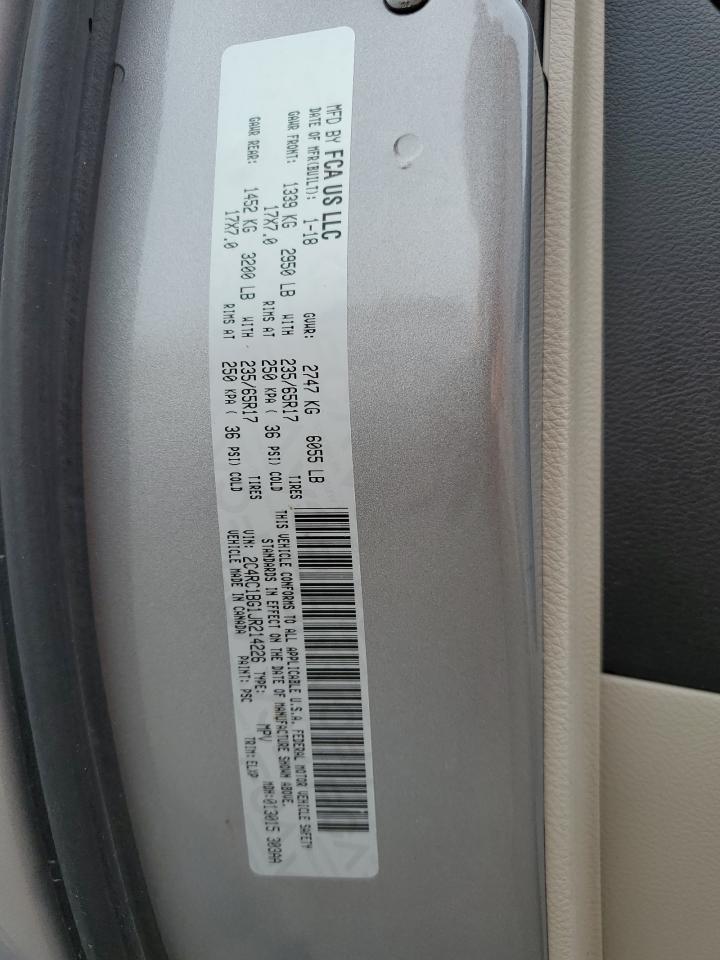 MFD BY FCA US LLC
DATE OF MFR(BUILT): 1-18 GVWR: 2747 KG 6055 LB
GAWR FRONT: 1339 KG 2950 LB WITH 235/65R17 TIRES
17X7.0 RIMS AT 250 KPA ( 36 PSI) COLD
GAWR REAR: 1452 KG 3200 LB WITH 235/65R17 TIRES
17X7.0 RIMS AT 250 KPA ( 36 PSI) COLD
THIS VEHICLE CONFORMS TO ALL APPLICABLE U.S.A. FEDERAL MOTOR VEHICLE SAFETY
STANDARDS IN EFFECT ON THE DATE OF MANUFACTURE SHOWN ABOVE.
VIN: 2C4RC1BG1JR214226 TYPE: MPV MDH:013015 303AA
VEHICLE MADE IN CANADA PAINT: PSC TRIM: